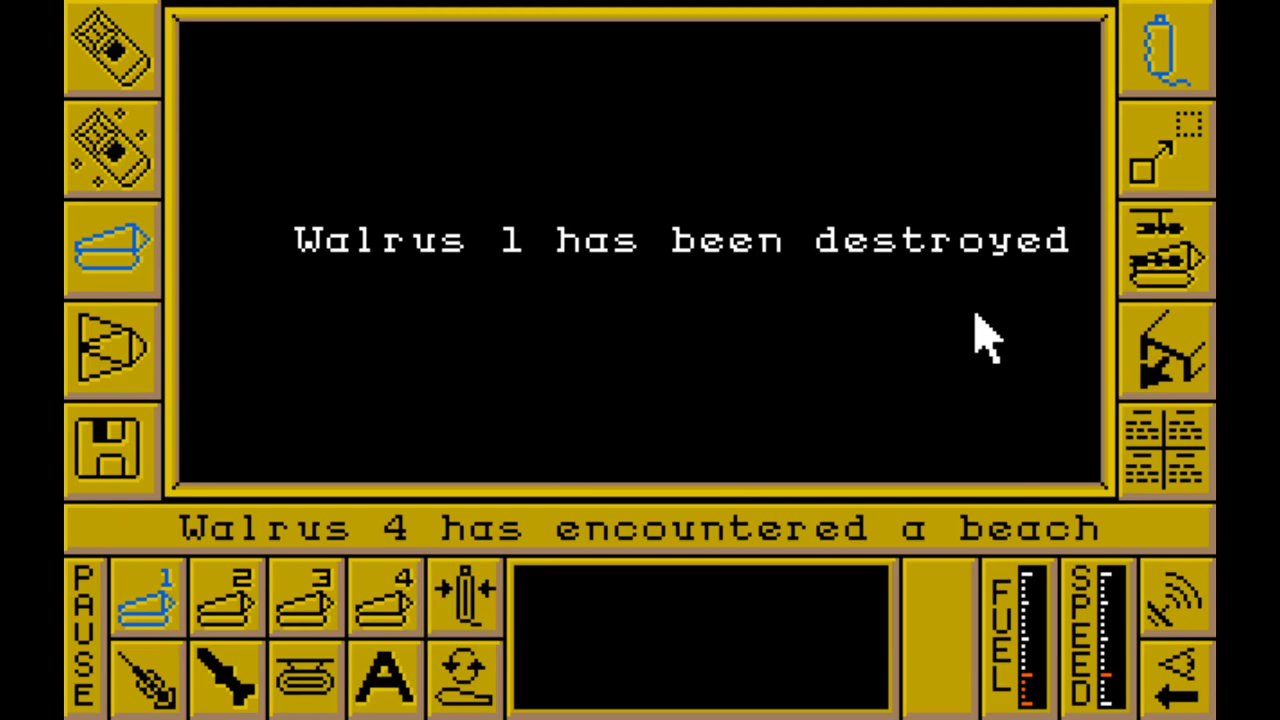 Walrus 1 has been destroyed
Walrus 4 has encountered a beach
PAUSE
1
2
3
4
A
FUEL
SPEED